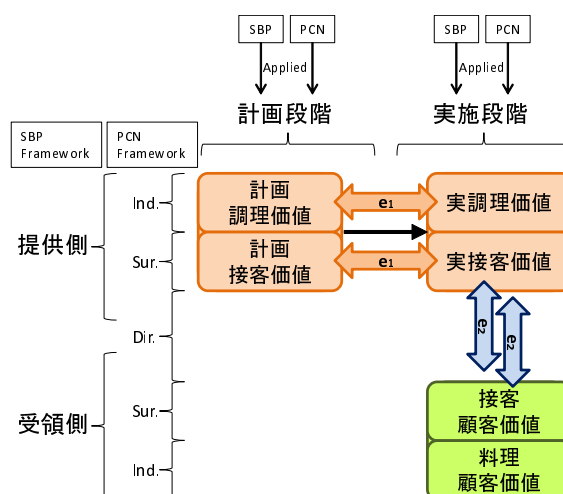 SBP
PCN
SBP
PCN
Applied
Applied
計画段階
実施段階
SBP
Framework
PCN
Framework
Ind.
計画
調理価値
e1
実調理価値
提供側
Sur.
計画
接客価値
e1
実接客価値
e2
e2
Dir.
受領側
Sur.
接客
顧客価値
Ind.
料理
顧客価値